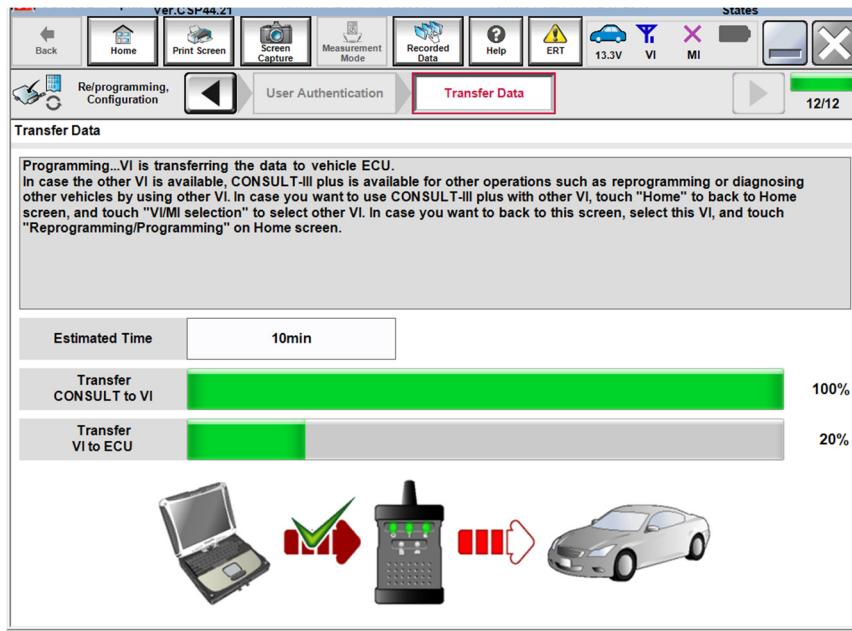 Ver.CSP44.21
States
Back
Home
Print Screen
Screen
Capture
Measurement
Mode
Recorded
Data
Help
ERT
13.3V
VI
MI
Re/programming,
Configuration
User Authentication
Transfer Data
12/12
Transfer Data
Programming...VI is transferring the data to vehicle ECU.
In case the other VI is available, CONSULT-III plus is available for other operations such as reprogramming or diagnosing
other vehicles by using other VI. In case you want to use CONSULT-III plus with other VI, touch "Home" to back to Home
screen, and touch "VI/MI selection" to select other VI. In case you want to back to this screen, select this VI, and touch
"Reprogramming/Programming" on Home screen.
Estimated Time
10min
Transfer
CONSULT to VI
100%
Transfer
VI to ECU
20%